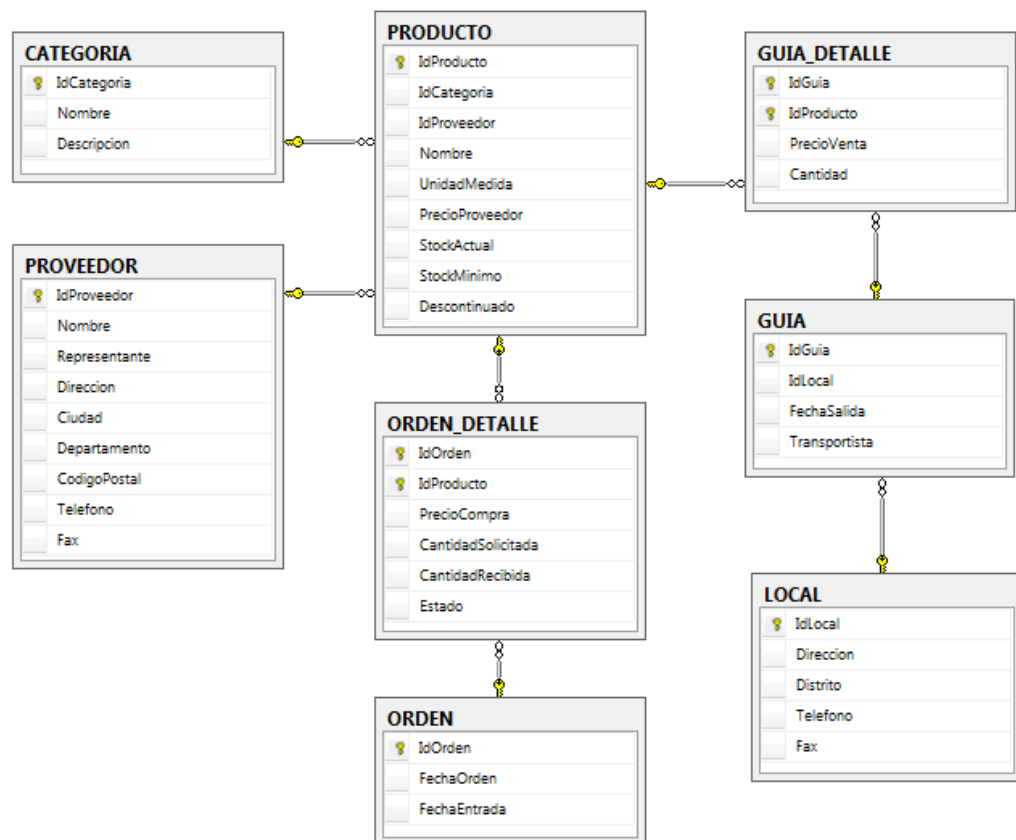 CATEGORIA
IdCategoria
Nombre
Descripcion
PROVEEDOR
IdProveedor
Nombre
Representante
Direccion
Ciudad
Departamento
CodigoPostal
Telefono
Fax
PRODUCTO
IdProducto
IdCategoria
IdProveedor
Nombre
UnidadMedida
PrecioProveedor
StockActual
StockMinimo
Descontinuado
ORDEN_DETALLE
IdOrden
IdProducto
PrecioCompra
CantidadSolicitada
CantidadRecibida
Estado
ORDEN
IdOrden
FechaOrden
FechaEntrada
GUIA_DETALLE
IdGuia
IdProducto
PrecioVenta
Cantidad
GUIA
IdGuia
IdLocal
FechaSalida
Transportista
LOCAL
IdLocal
Direccion
Distrito
Telefono
Fax